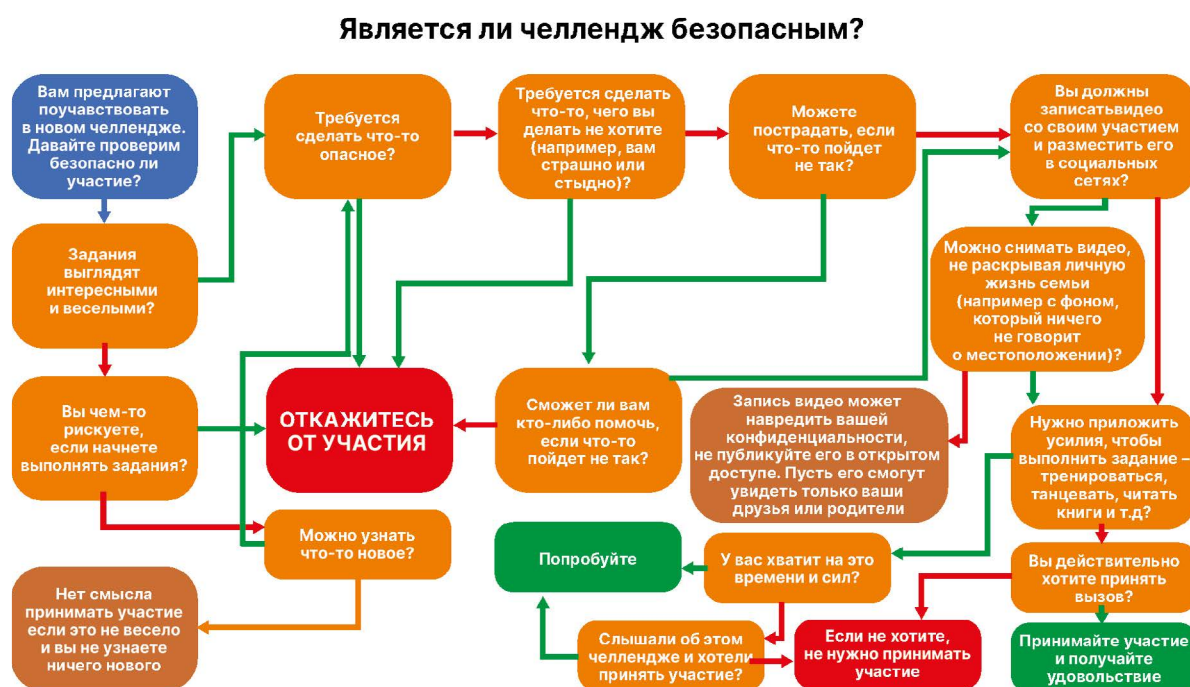 Является ли челлендж безопасным?
Вам предлагают
поучавствовать
в новом челлендже.
Давайте проверим
безопасно ли
участие?
Требуется
сделать что-то
опасное?
Требуется сделать
что-то, чего вы
делать не хотите
(например, вам
страшно или
стыдно)?
Можете
пострадать, если
что-то пойдет
не так?
Вы должны
записатьвидео
со своим участием
и разместить его
в социальных
сетях?
Задания
выглядят
интересными
и веселыми?
Можно снимать видео,
не раскрывая личную
жизнь семьи
(например с фоном,
который ничего
не говорит
о местоположении)?
Вы чем-то
рискуете,
если начнете
выполнять задания?
ОТКАЖИТЕСЬ
ОТ УЧАСТИЯ
Сможет ли вам
кто-либо помочь,
если что-то
пойдет не так?
Запись видео может
навредить вашей
конфиденциальности,
не публикуйте его в открытом
доступе. Пусть его смогут
увидеть только ваши
друзья или родители
Нужно приложить
усилия, чтобы
выполнить задание –
тренироваться,
танцевать, читать
книги и т.д?
Можно узнать
что-то новое?
Попробуйте
У вас хватит на это
времени и сил?
Вы действительно
хотите принять
вызов?
Нет смысла
принимать участие
если это не весело
и вы не узнаете
ничего нового
Слышали об этом
челлендже и хотели
принять участие?
Если не хотите,
не нужно принимать
участие
Принимайте участие
и получайте
удовольствие